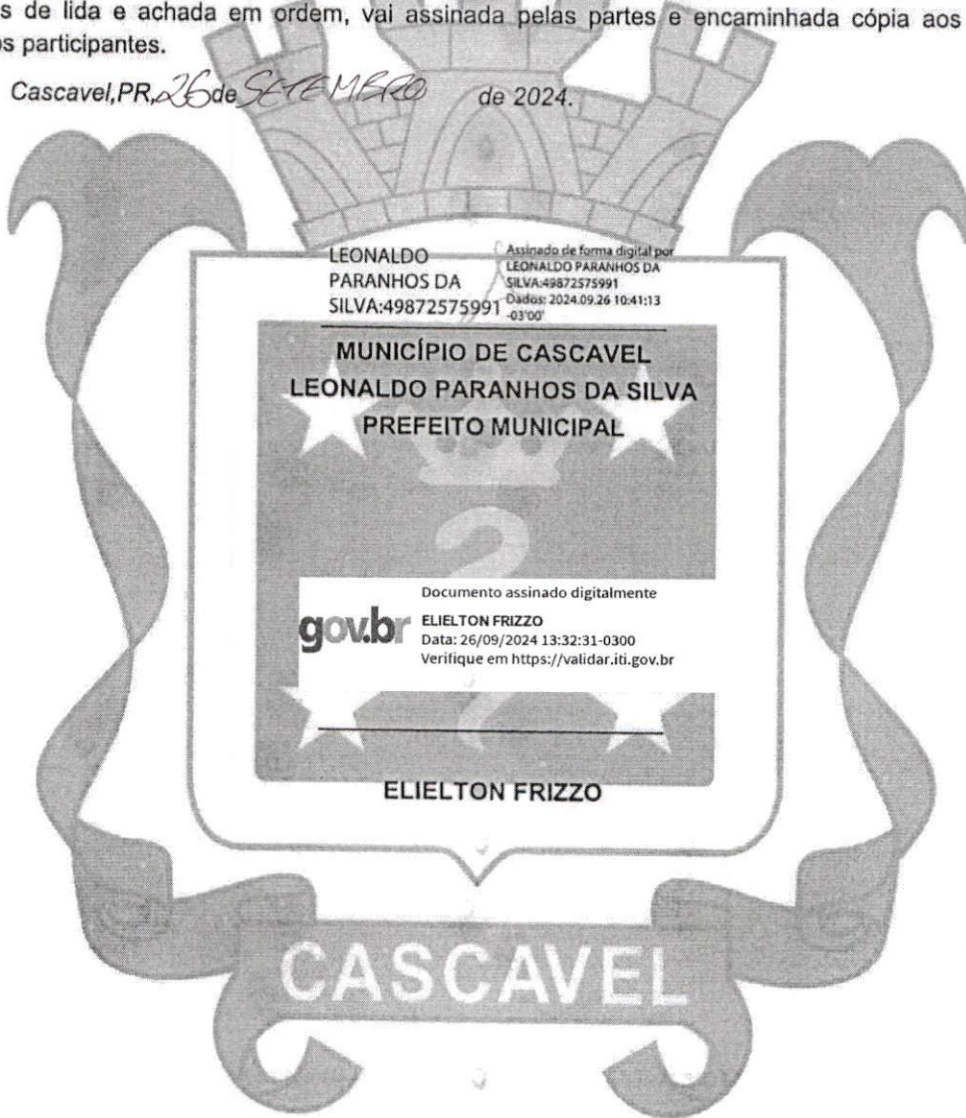 s de lida e achada em ordem, vai assinada pelas partes e encaminhada cópia aos
os participantes.
Cascavel,PR, 26 de SETEMBRO de 2024.
LEONALDO
PARANHOS DA
SILVA:49872575991
Assinado de forma digital por
LEONALDO PARANHOS DA
SILVA:49872575991
Dados: 2024.09.26 10:41:13
-03'00'
MUNICÍPIO DE CASCAVEL
LEONALDO PARANHOS DA SILVA
PREFEITO MUNICIPAL
Documento assinado digitalmente
gov.br
ELIELTON FRIZZO
Data: 26/09/2024 13:32:31-0300
Verifique em https://validar.iti.gov.br
ELIELTON FRIZZO
CASCAVEL